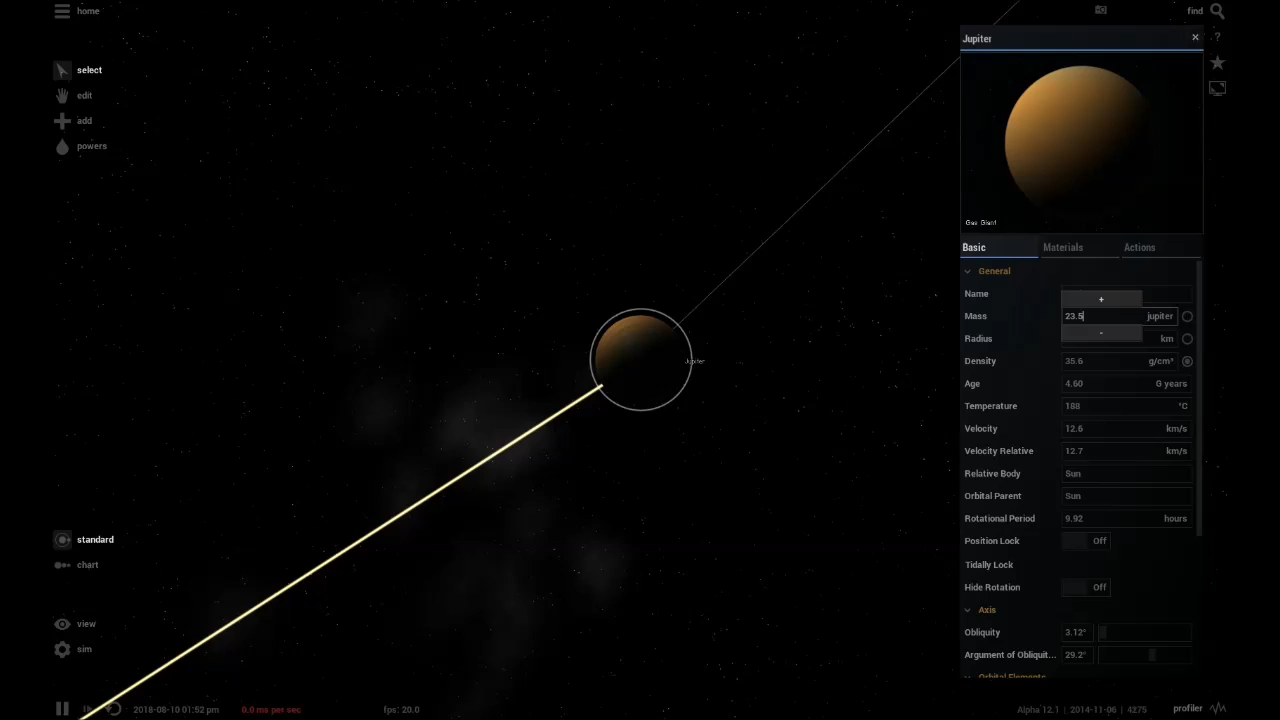 home
find
Jupiter
×
?
select
edit
add
powers
Gas Giant
Basic Materials Actions
General
Name
+
Mass 23.5 jupiter
-
Radius km
Density 35.6 g/cm³
Jupiter
Age 4.60 G years
Temperature 188 °C
Velocity 12.6 km/s
Velocity Relative 12.7 km/s
Relative Body Sun
Orbital Parent Sun
Rotational Period 9.92 hours
Position Lock Off
Tidally Lock
Hide Rotation Off
Axis
Obliquity 3.12°
Argument of Obliquit... 29.2°
Orbital Elements
standard
chart
view
sim
2018-08-10 01:52 pm 0.0 ms per sec fps: 20.0 Alpha 12.1 | 2014-11-06 | 4275 profiler